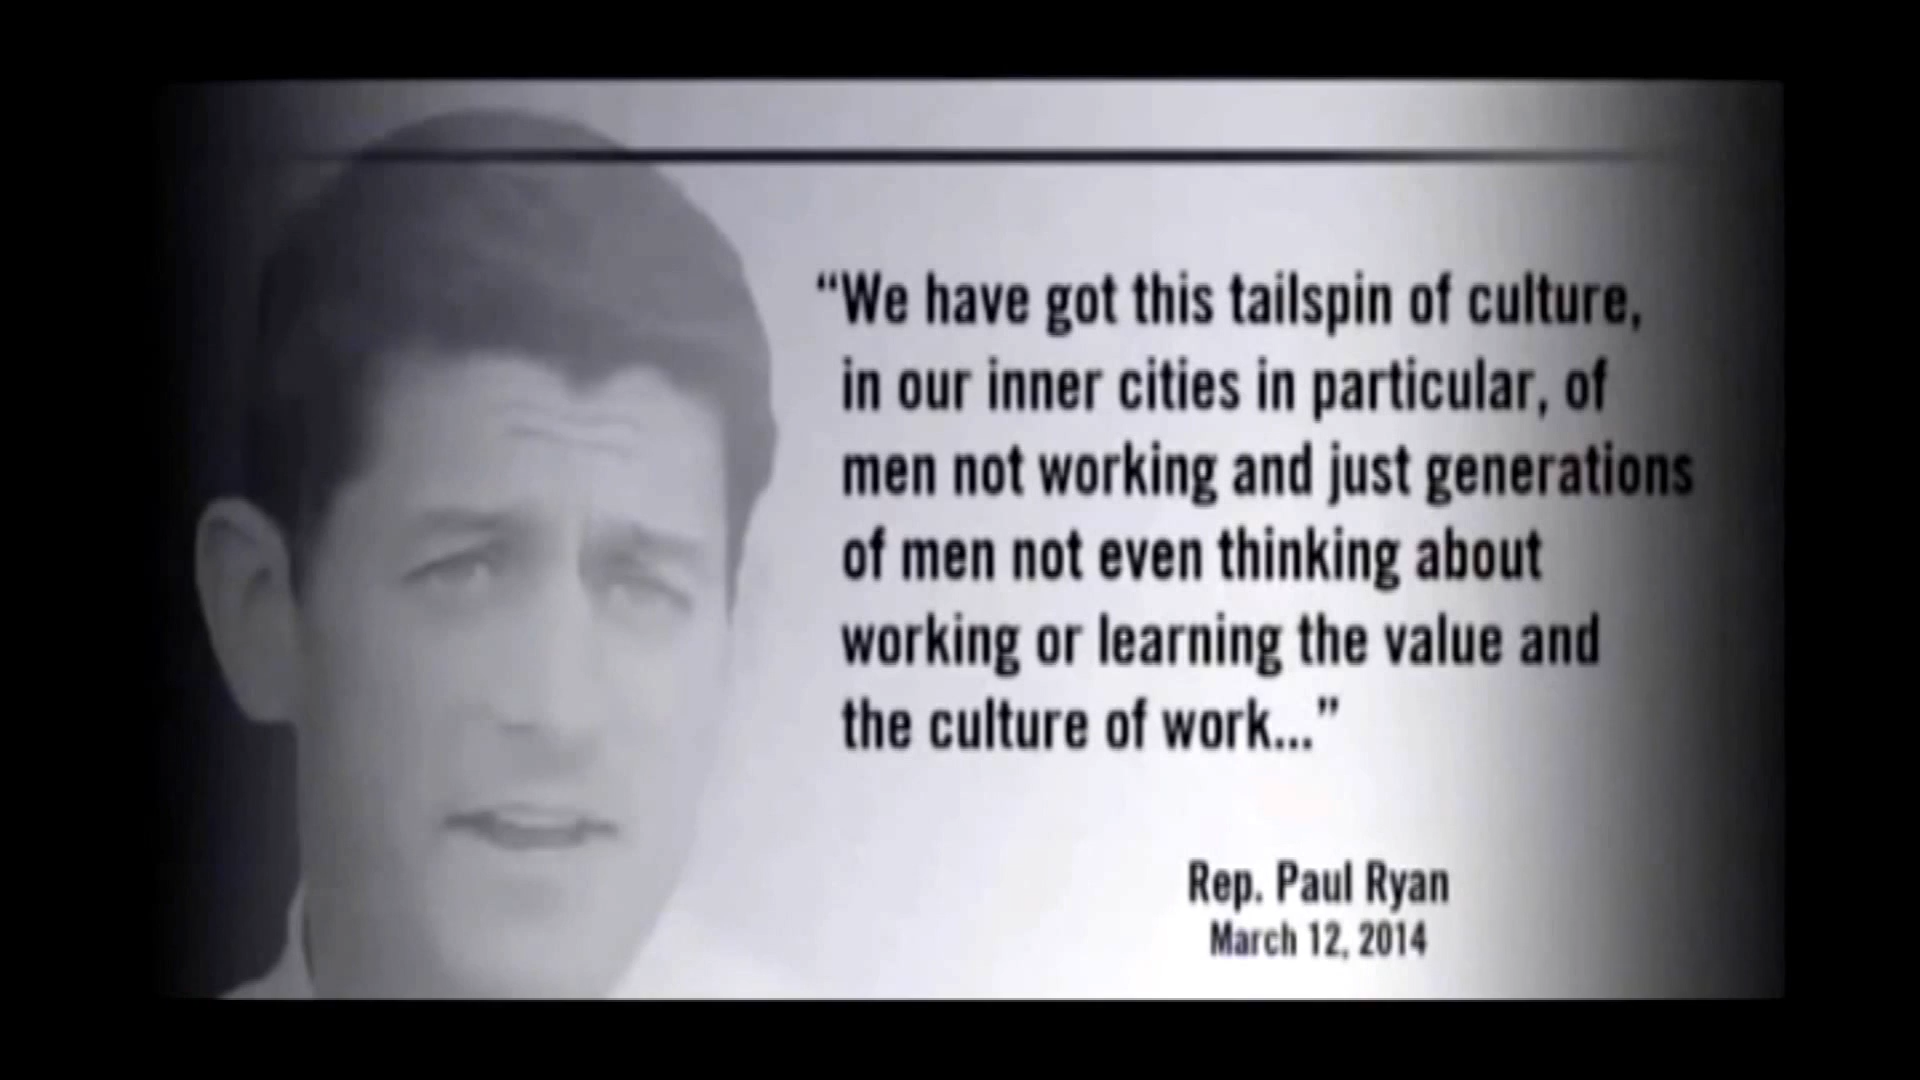 “We have got this tailspin of culture,
in our inner cities in particular, of
men not working and just generations
of men not even thinking about
working or learning the value and
the culture of work...”
Rep. Paul Ryan
March 12, 2014